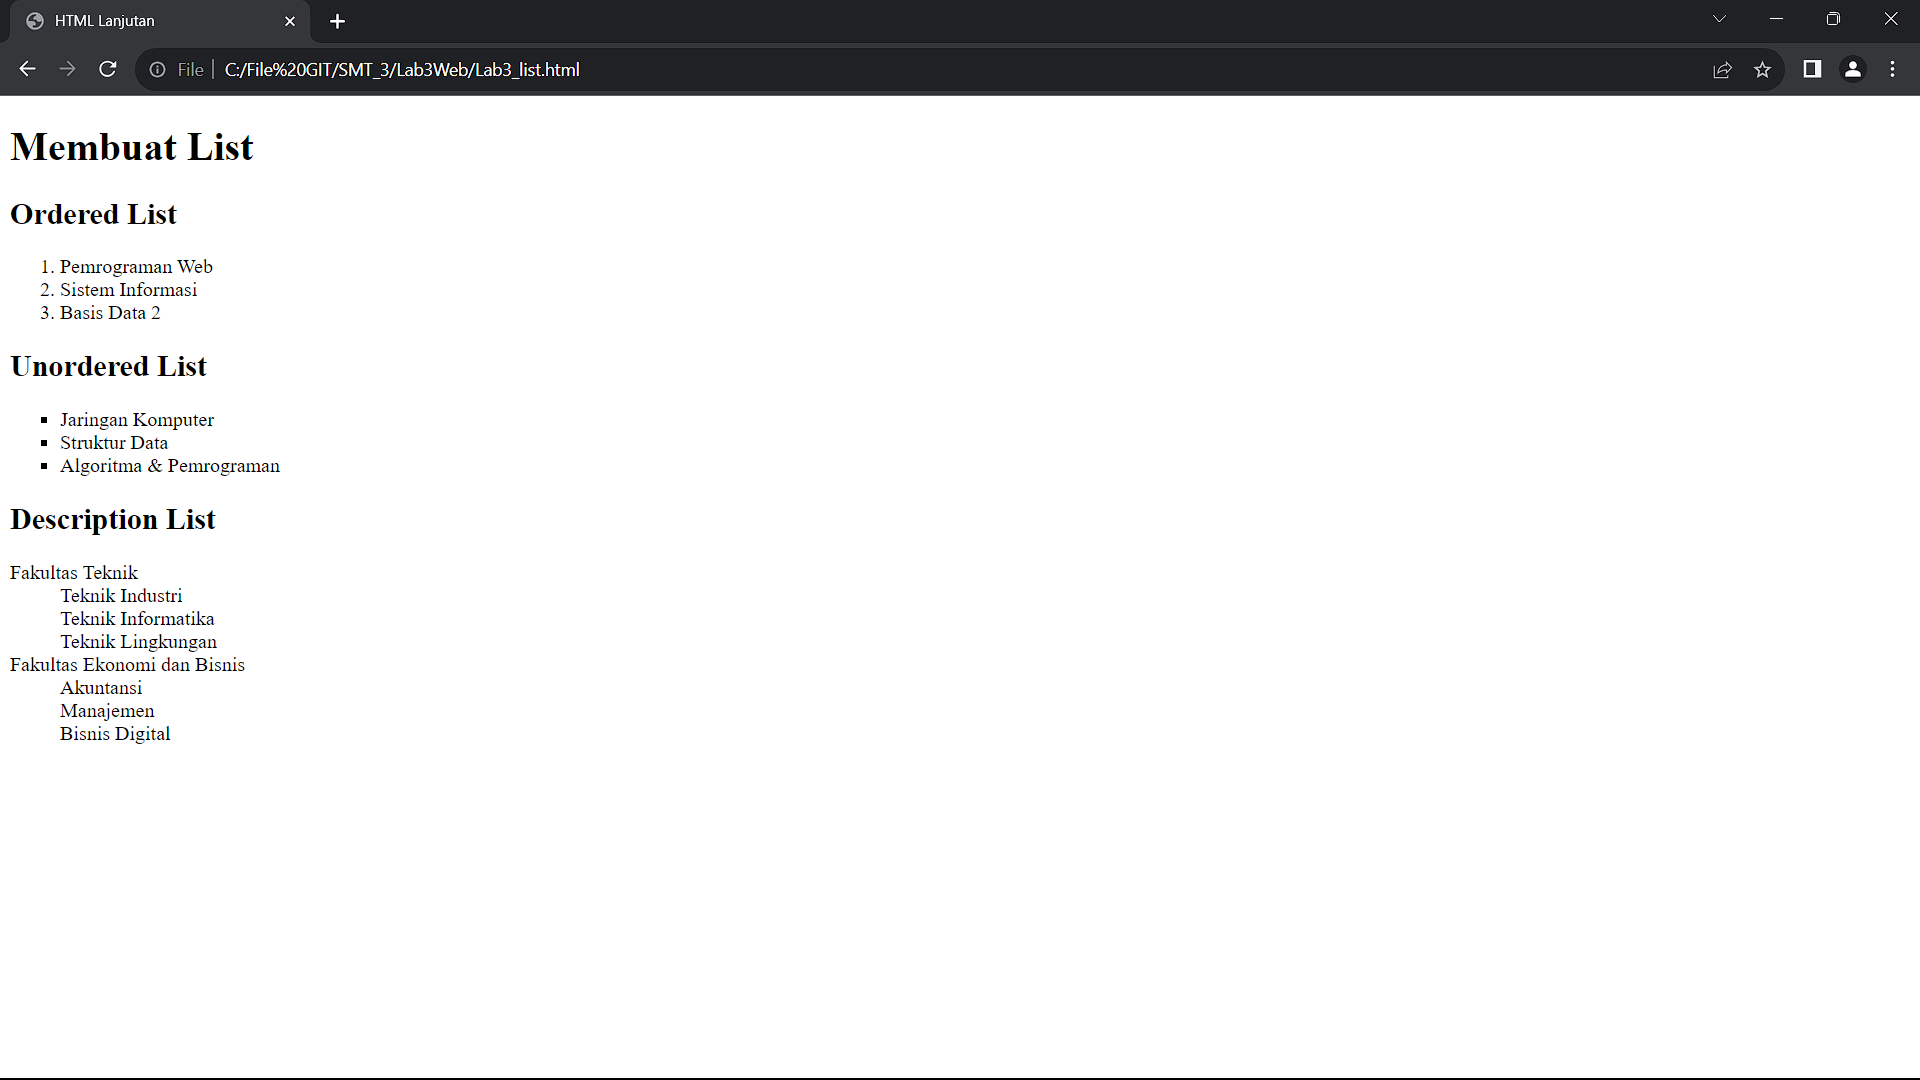 HTML Lanjutan
File
C:/File%20GIT/SMT_3/Lab3Web/Lab3_list.html
Membuat List
Ordered List
1. Pemrograman Web
2. Sistem Informasi
3. Basis Data 2
Unordered List
▪ Jaringan Komputer
▪ Struktur Data
▪ Algoritma & Pemrograman
Description List
Fakultas Teknik
Teknik Industri
Teknik Informatika
Teknik Lingkungan
Fakultas Ekonomi dan Bisnis
Akuntansi
Manajemen
Bisnis Digital